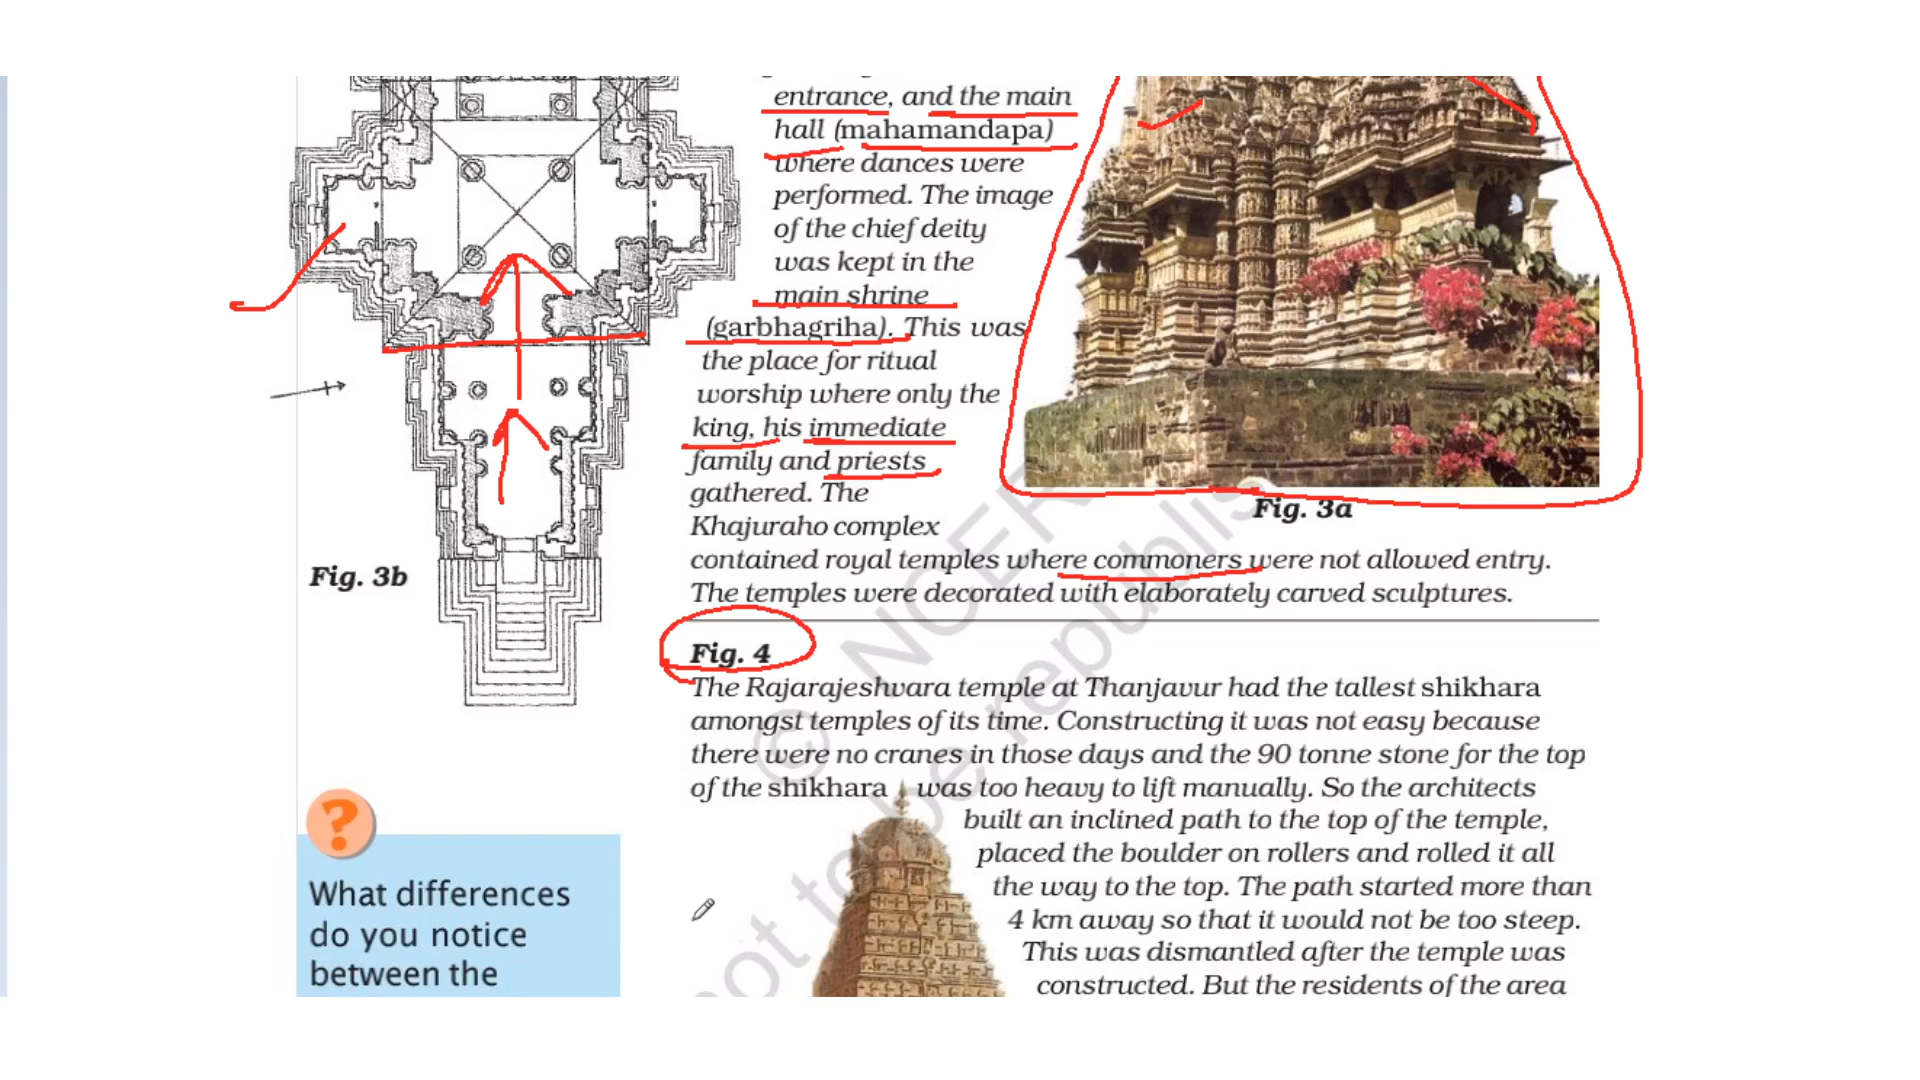 entrance, and the main
hall (mahamandapa)
where dances were
performed. The image
of the chief deity
was kept in the
main shrine
(garbhagriha). This was
the place for ritual
worship where only the
king, his immediate
family and priests
gathered. The
Khajuraho complex
contained royal temples where commoners were not allowed entry.
The temples were decorated with elaborately carved sculptures.
Fig. 3a
Fig. 3b
Fig. 4
The Rajarajeshvara temple at Thanjavur had the tallest shikhara
amongst temples of its time. Constructing it was not easy because
there were no cranes in those days and the 90 tonne stone for the top
of the shikhara was too heavy to lift manually. So the architects
built an inclined path to the top of the temple,
placed the boulder on rollers and rolled it all
the way to the top. The path started more than
4 km away so that it would not be too steep.
This was dismantled after the temple was
constructed. But the residents of the area
?
What differences
do you notice
between the
© NCER
not to be republis